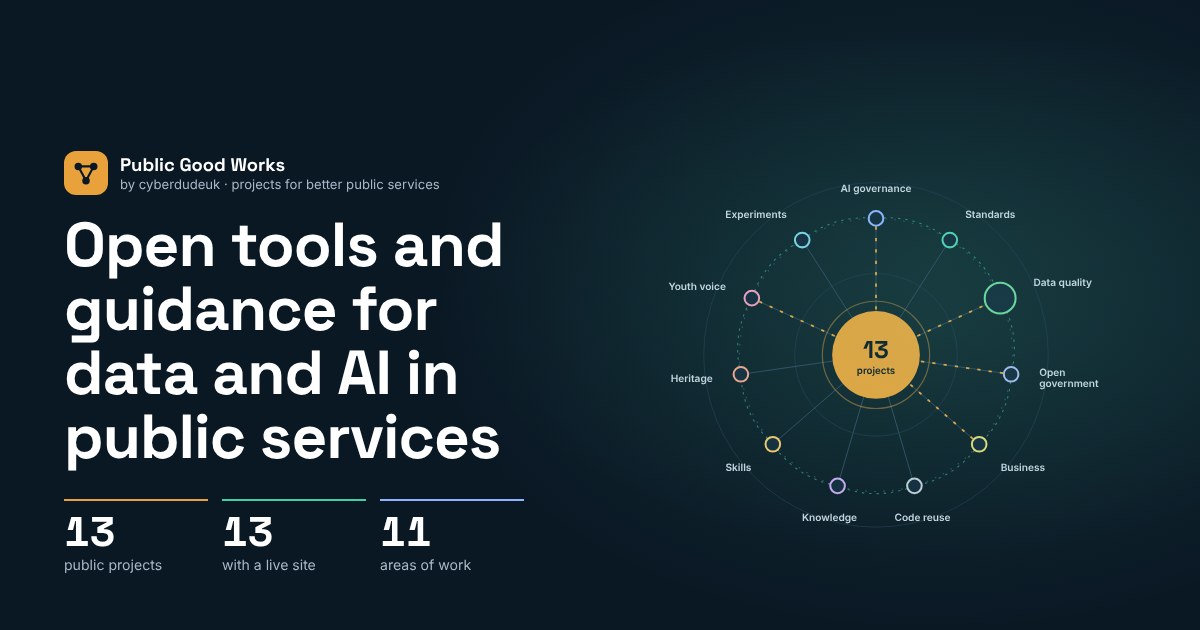 Public Good Works
by cyberdudeuk · projects for better public services
Open tools and
guidance for
data and AI in
public services
13
public projects
13
with a live site
11
areas of work
AI governance
Experiments
Standards
Youth voice
Data quality
13
projects
Heritage
Open
government
Skills
Business
Knowledge
Code reuse